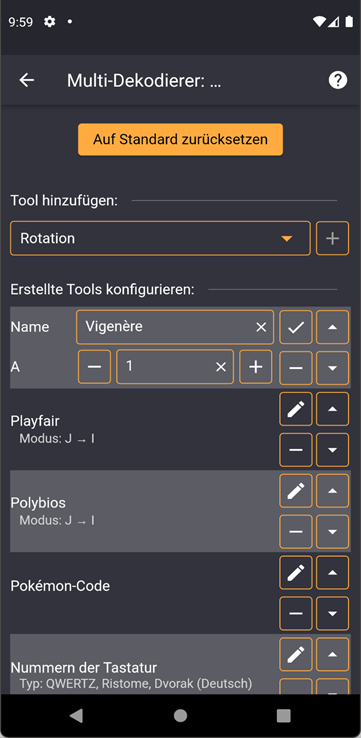 9:59
Multi-Dekodierer: ...
Auf Standard zurücksetzen
Tool hinzufügen:
Rotation
Erstellte Tools konfigurieren:
Name
Vigenère
A
1
Playfair
Modus: J → I
Polybios
Modus: J → I
Pokémon-Code
Nummern der Tastatur
Typ: QWERTZ, Ristome, Dvorak (Deutsch)